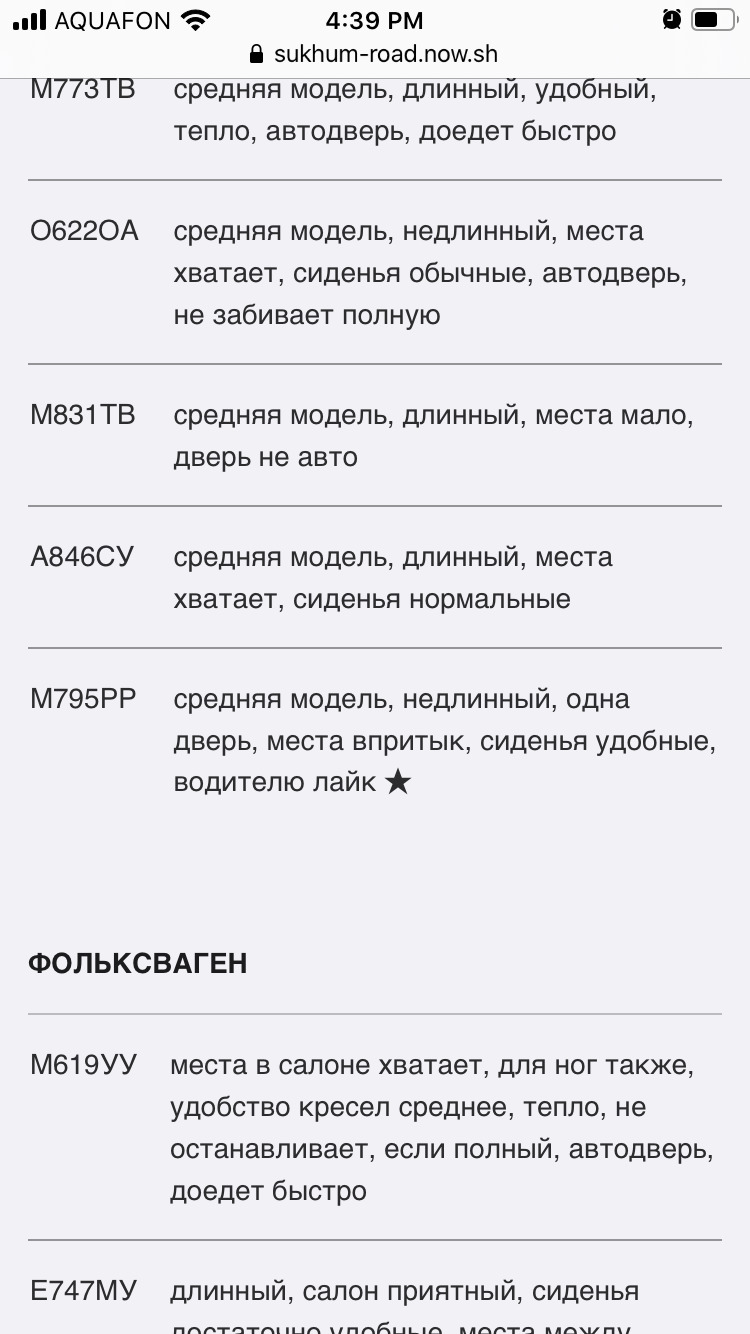 AQUAFON 4:39 PM
sukhum-road.now.sh
М773ТВ средняя модель, длинный, удобный,
тепло, автодверь, доедет быстро
О622ОА средняя модель, недлинный, места
хватает, сиденья обычные, автодверь,
не забивает полную
М831ТВ средняя модель, длинный, места мало,
дверь не авто
А846СУ средняя модель, длинный, места
хватает, сиденья нормальные
М795РР средняя модель, недлинный, одна
дверь, места впритык, сиденья удобные,
водителю лайк ★
ФОЛЬКСВАГЕН
М619УУ места в салоне хватает, для ног также,
удобство кресел среднее, тепло, не
останавливает, если полный, автодверь,
доедет быстро
Е747МУ длинный, салон приятный, сиденья
достаточно удобные, места между